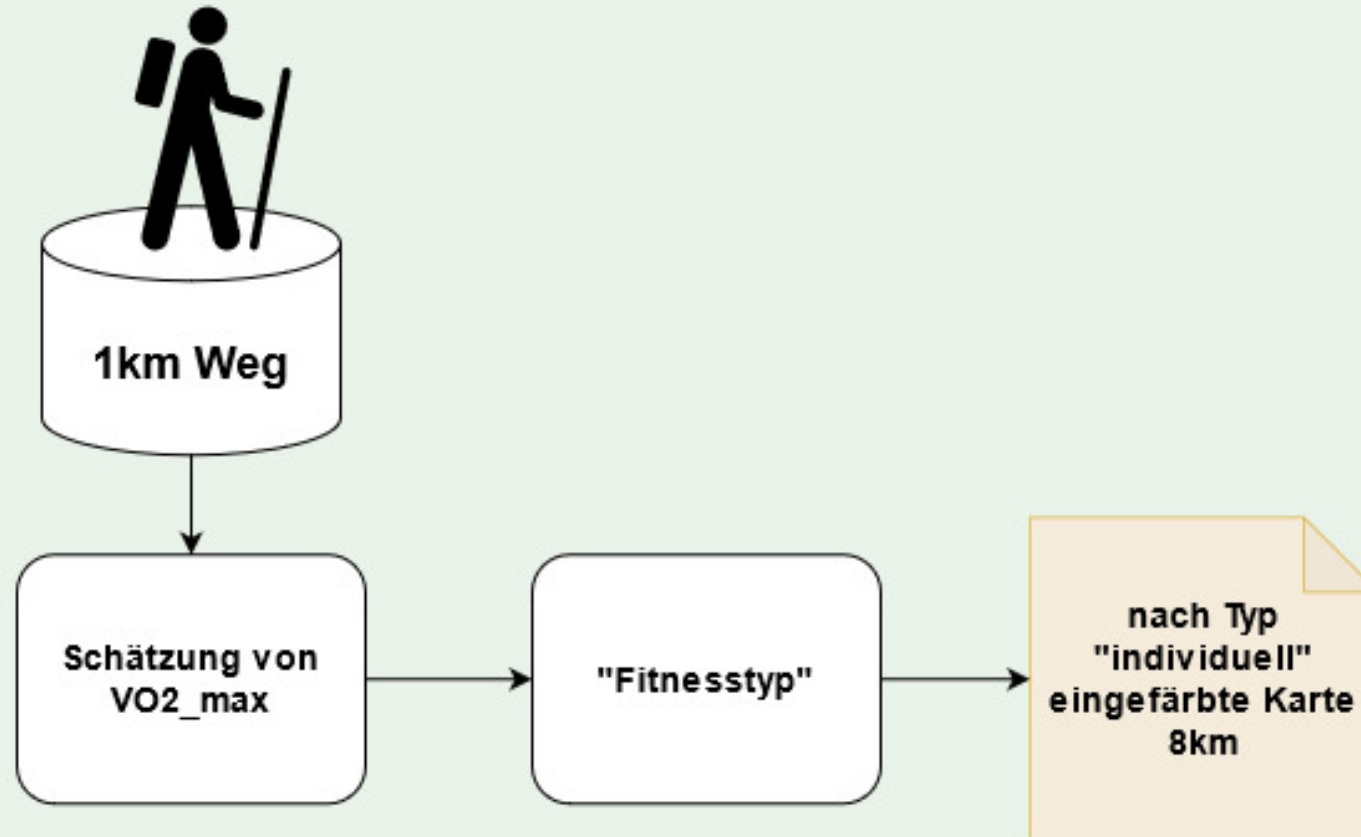 1km Weg
Schätzung von
VO2_max
"Fitnesstyp"
nach Typ
"individuell"
eingefärbte Karte
8km